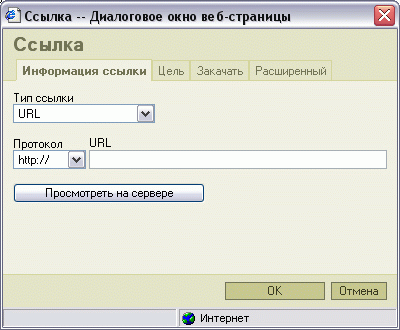 Ссылка -- Диалоговое окно веб-страницы
Ссылка
Информация ссылки Цель Закачать Расширенный
Тип ссылки
URL
Протокол URL
http://
Просмотреть на сервере
OK Отмена
Интернет